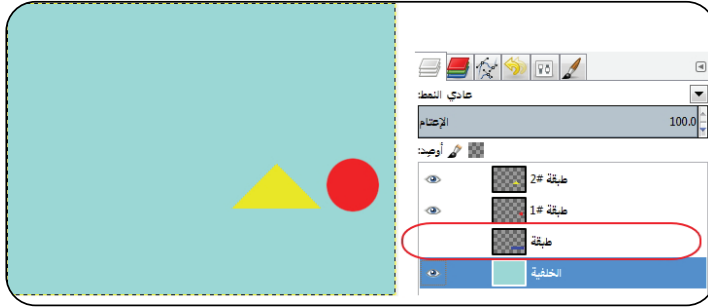 عادي النمط:
الإعتام 100.0
أوصد:
طبقة #2
طبقة #1
طبقة
الخلفية